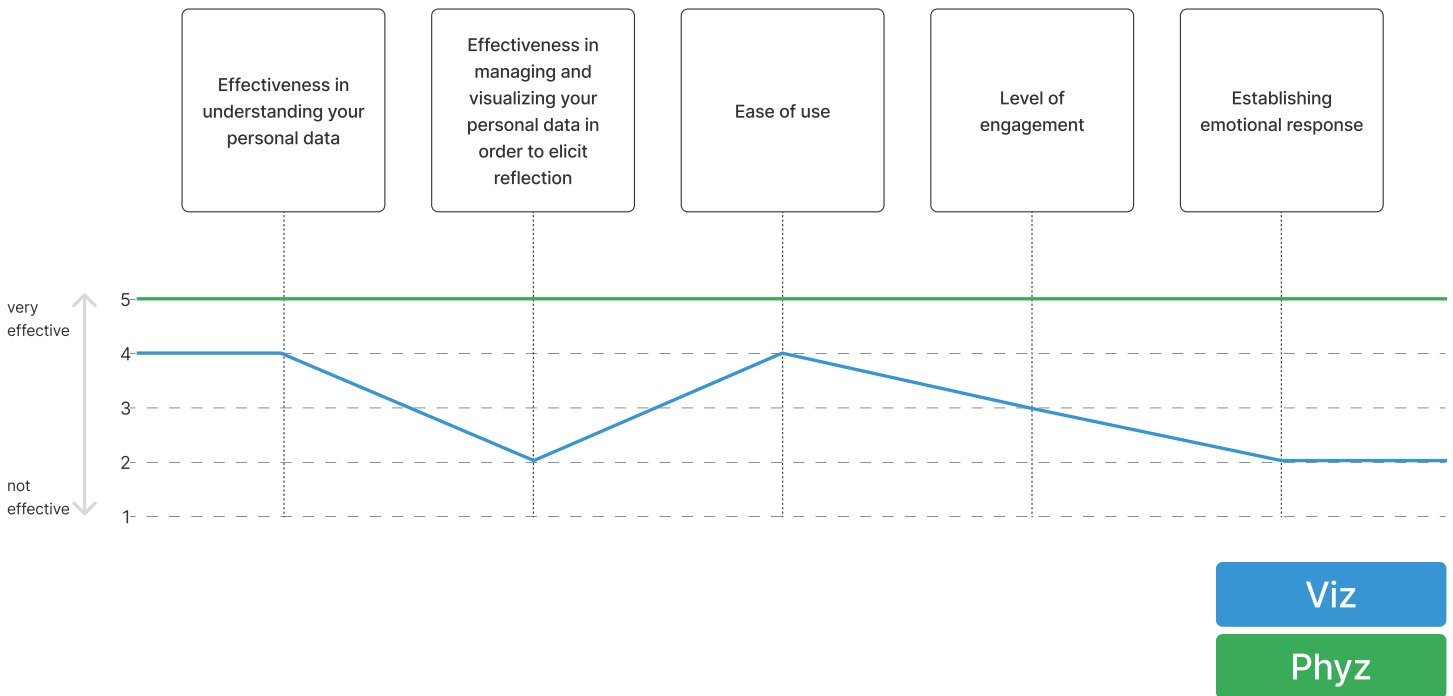 Effectiveness in
understanding your
personal data
Effectiveness in
managing and
visualizing your
personal data in
order to elicit
reflection
Ease of use
Level of
engagement
Establishing
emotional response
very
effective
not
effective
5
4
3
2
1
Viz
Phyz